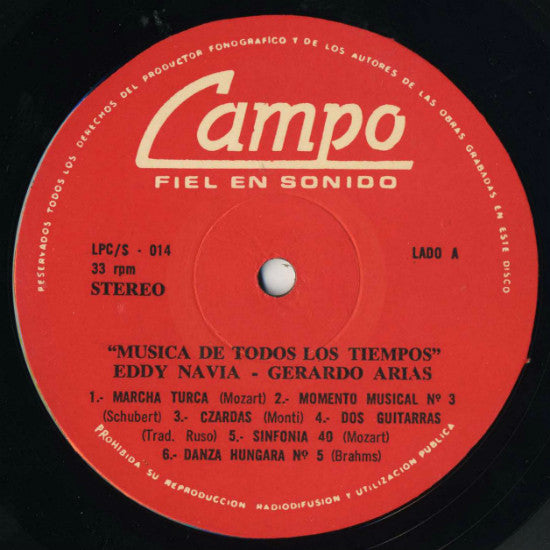 RESERVADOS TODOS LOS DERECHOS DEL PRODUCTOR FONOGRAFICO Y DE LOS AUTORES DE LAS OBRAS GRABADAS EN ESTE DISCO
Campo
FIEL EN SONIDO
LPC/S - 014
LADO A
33 rpm
STEREO
"MUSICA DE TODOS LOS TIEMPOS"
EDDY NAVIA - GERARDO ARIAS
1.- MARCHA TURCA (Mozart) 2.- MOMENTO MUSICAL Nº 3
(Schubert) 3.- CZARDAS (Monti) 4.- DOS GUITARRAS
(Trad. Ruso) 5.- SINFONIA 40 (Mozart)
6.- DANZA HUNGARA Nº 5 (Brahms)
PROHIBIDA SU REPRODUCCION RADIODIFUSION Y UTILIZACION PUBLICA